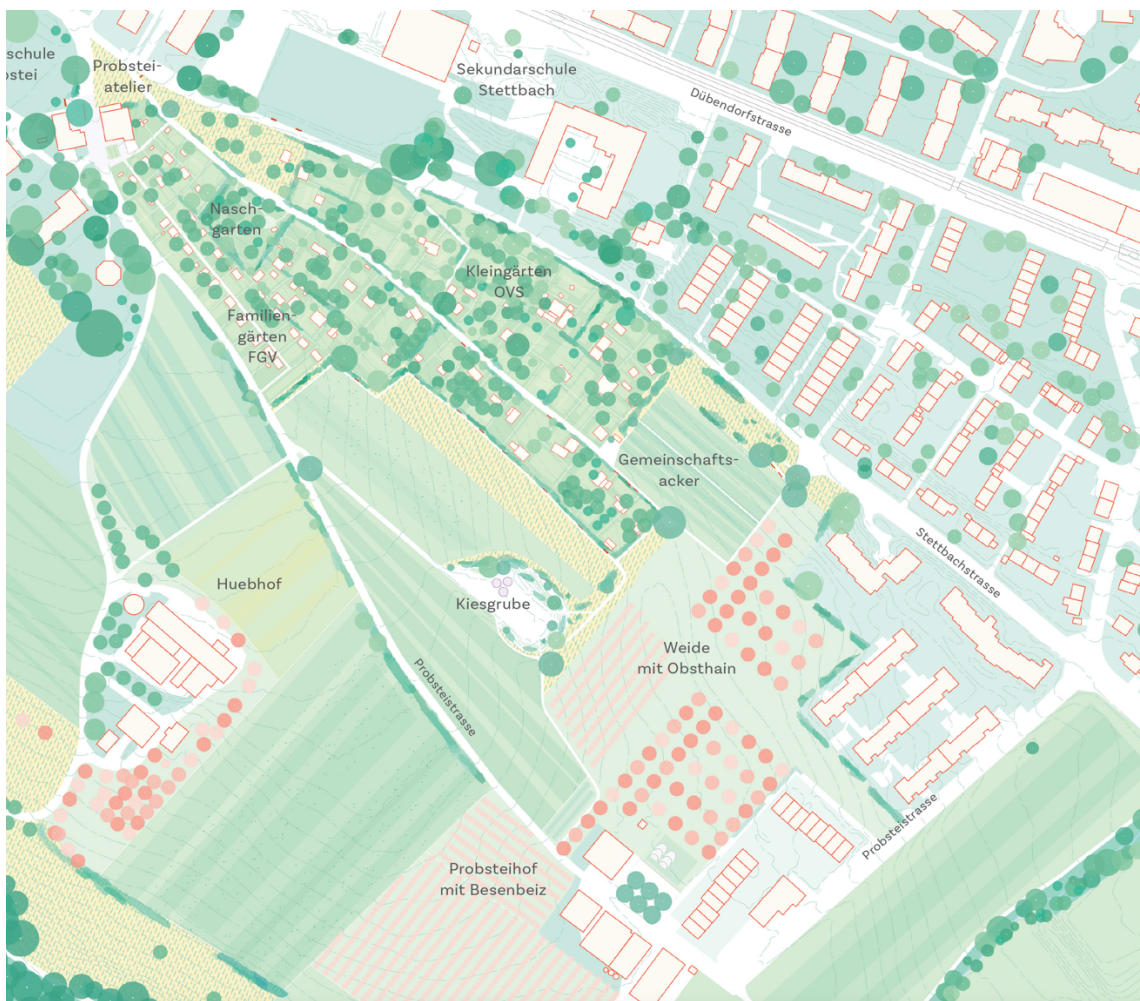 schule
ostei
Probstei-
atelier
Sekundarschule
Stettbach
Dübendorfstrasse
Nasch-
garten
Kleingärten
OVS
Familien-
gärten
FGV
Gemeinschafts-
acker
Stettbachstrasse
Huebhof
Kiesgrube
Weide
mit Obsthain
Probsteistrasse
Probsteistrasse
Probsteihof
mit Besenbeiz